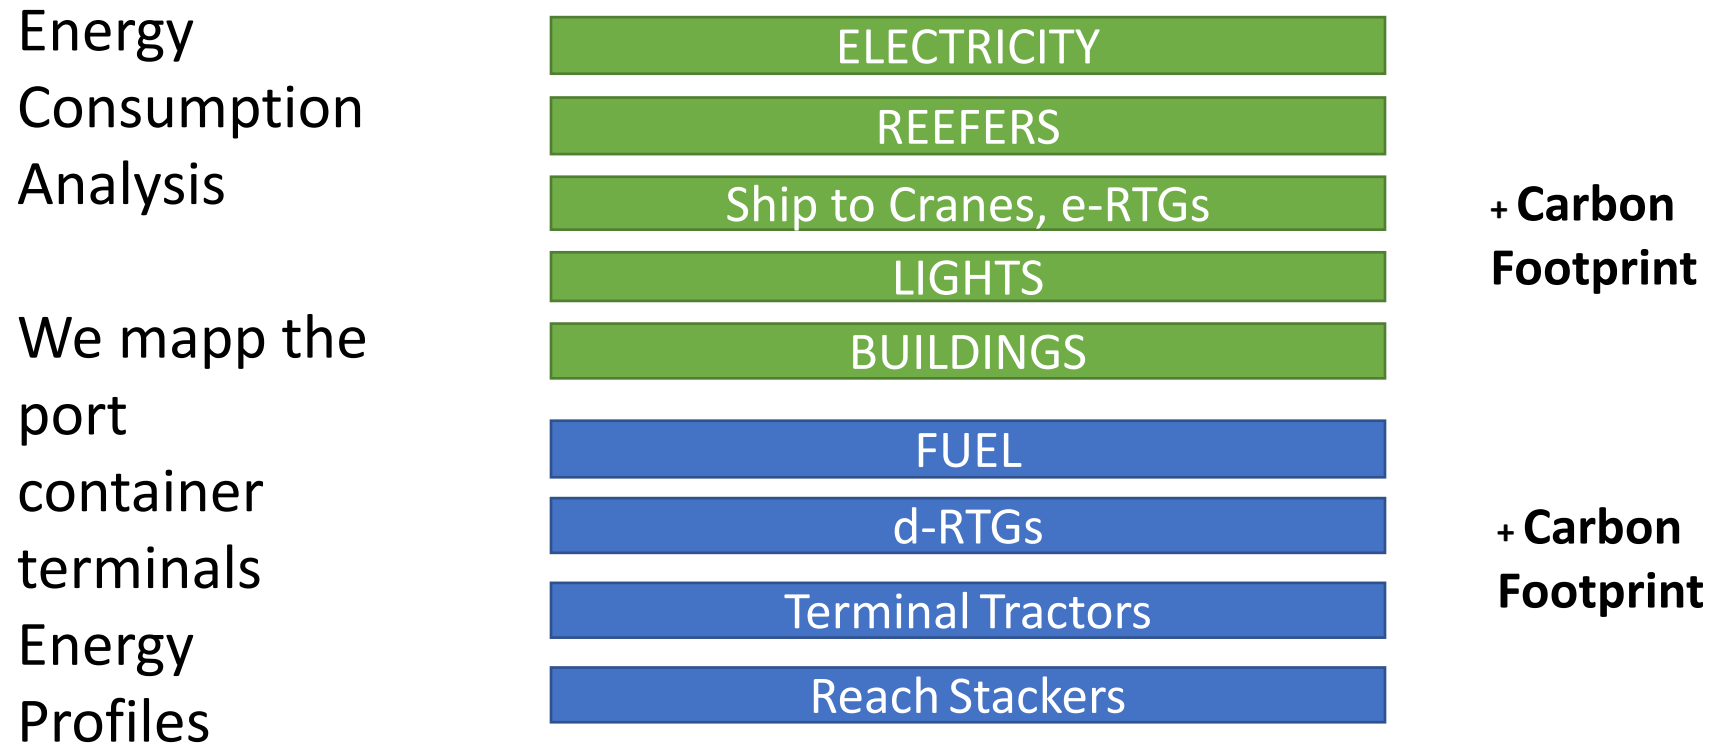 Energy
Consumption
Analysis
We mapp the
port
container
terminals
Energy
Profiles
ELECTRICITY
REEFERS
Ship to Cranes, e-RTGs
LIGHTS
BUILDINGS
FUEL
d-RTGs
Terminal Tractors
Reach Stackers
+ Carbon
Footprint
+ Carbon
Footprint